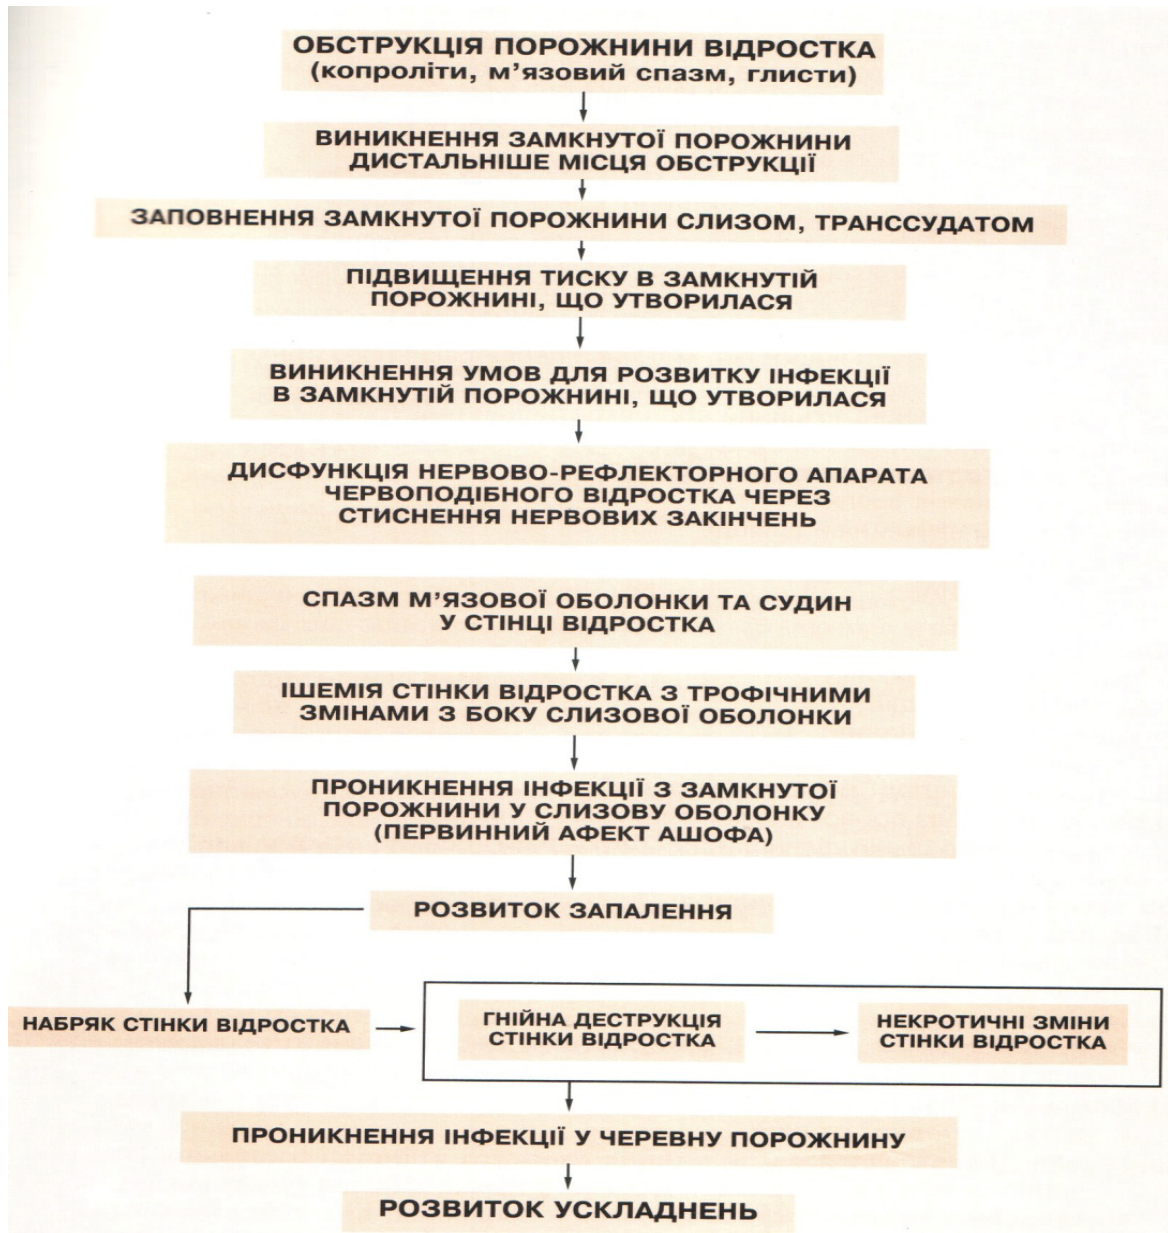 ОБСТРУКЦІЯ ПОРОЖНИНИ ВІДРОСТКА
(копроліти, м’язовий спазм, глисти)
ВИНИКНЕННЯ ЗАМКНУТОЇ ПОРОЖНИНИ
ДИСТАЛЬНІШЕ МІСЦЯ ОБСТРУКЦІЇ
ЗАПОВНЕННЯ ЗАМКНУТОЇ ПОРОЖНИНИ СЛИЗОМ, ТРАНССУДАТОМ
ПІДВИЩЕННЯ ТИСКУ В ЗАМКНУТІЙ
ПОРОЖНИНІ, ЩО УТВОРИЛАСЯ
ВИНИКНЕННЯ УМОВ ДЛЯ РОЗВИТКУ ІНФЕКЦІЇ
В ЗАМКНУТІЙ ПОРОЖНИНІ, ЩО УТВОРИЛАСЯ
ДИСФУНКЦІЯ НЕРВОВО-РЕФЛЕКТОРНОГО АПАРАТА
ЧЕРВОПОДІБНОГО ВІДРОСТКА ЧЕРЕЗ
СТИСНЕННЯ НЕРВОВИХ ЗАКІНЧЕНЬ
СПАЗМ М’ЯЗОВОЇ ОБОЛОНКИ ТА СУДИН
У СТІНЦІ ВІДРОСТКА
ІШЕМІЯ СТІНКИ ВІДРОСТКА З ТРОФІЧНИМИ
ЗМІНАМИ З БОКУ СЛИЗОВОЇ ОБОЛОНКИ
ПРОНИКНЕННЯ ІНФЕКЦІЇ З ЗАМКНУТОЇ
ПОРОЖНИНИ У СЛИЗОВУ ОБОЛОНКУ
(ПЕРВИННИЙ АФЕКТ АШОФА)
РОЗВИТОК ЗАПАЛЕННЯ
НАБРЯК СТІНКИ ВІДРОСТКА
ГНІЙНА ДЕСТРУКЦІЯ
СТІНКИ ВІДРОСТКА
НЕКРОТИЧНІ ЗМІНИ
СТІНКИ ВІДРОСТКА
ПРОНИКНЕННЯ ІНФЕКЦІЇ У ЧЕРЕВНУ ПОРОЖНИНУ
РОЗВИТОК УСКЛАДНЕНЬ